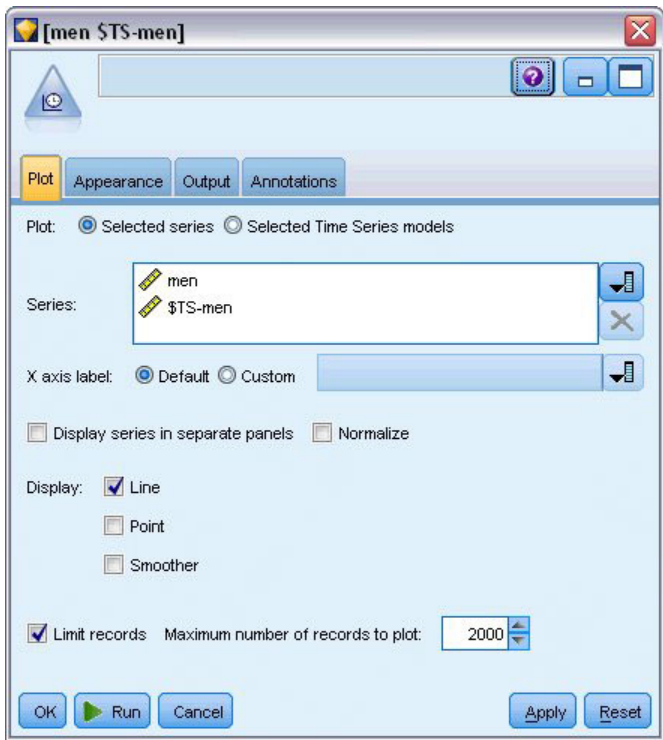 [men $TS-men]
?
Plot Appearance Output Annotations
Plot: Selected series Selected Time Series models
Series:
men
$TS-men
X axis label: Default Custom
Display series in separate panels Normalize
Display: Line
Point
Smoother
Limit records Maximum number of records to plot: 2000
OK Run Cancel Apply Reset